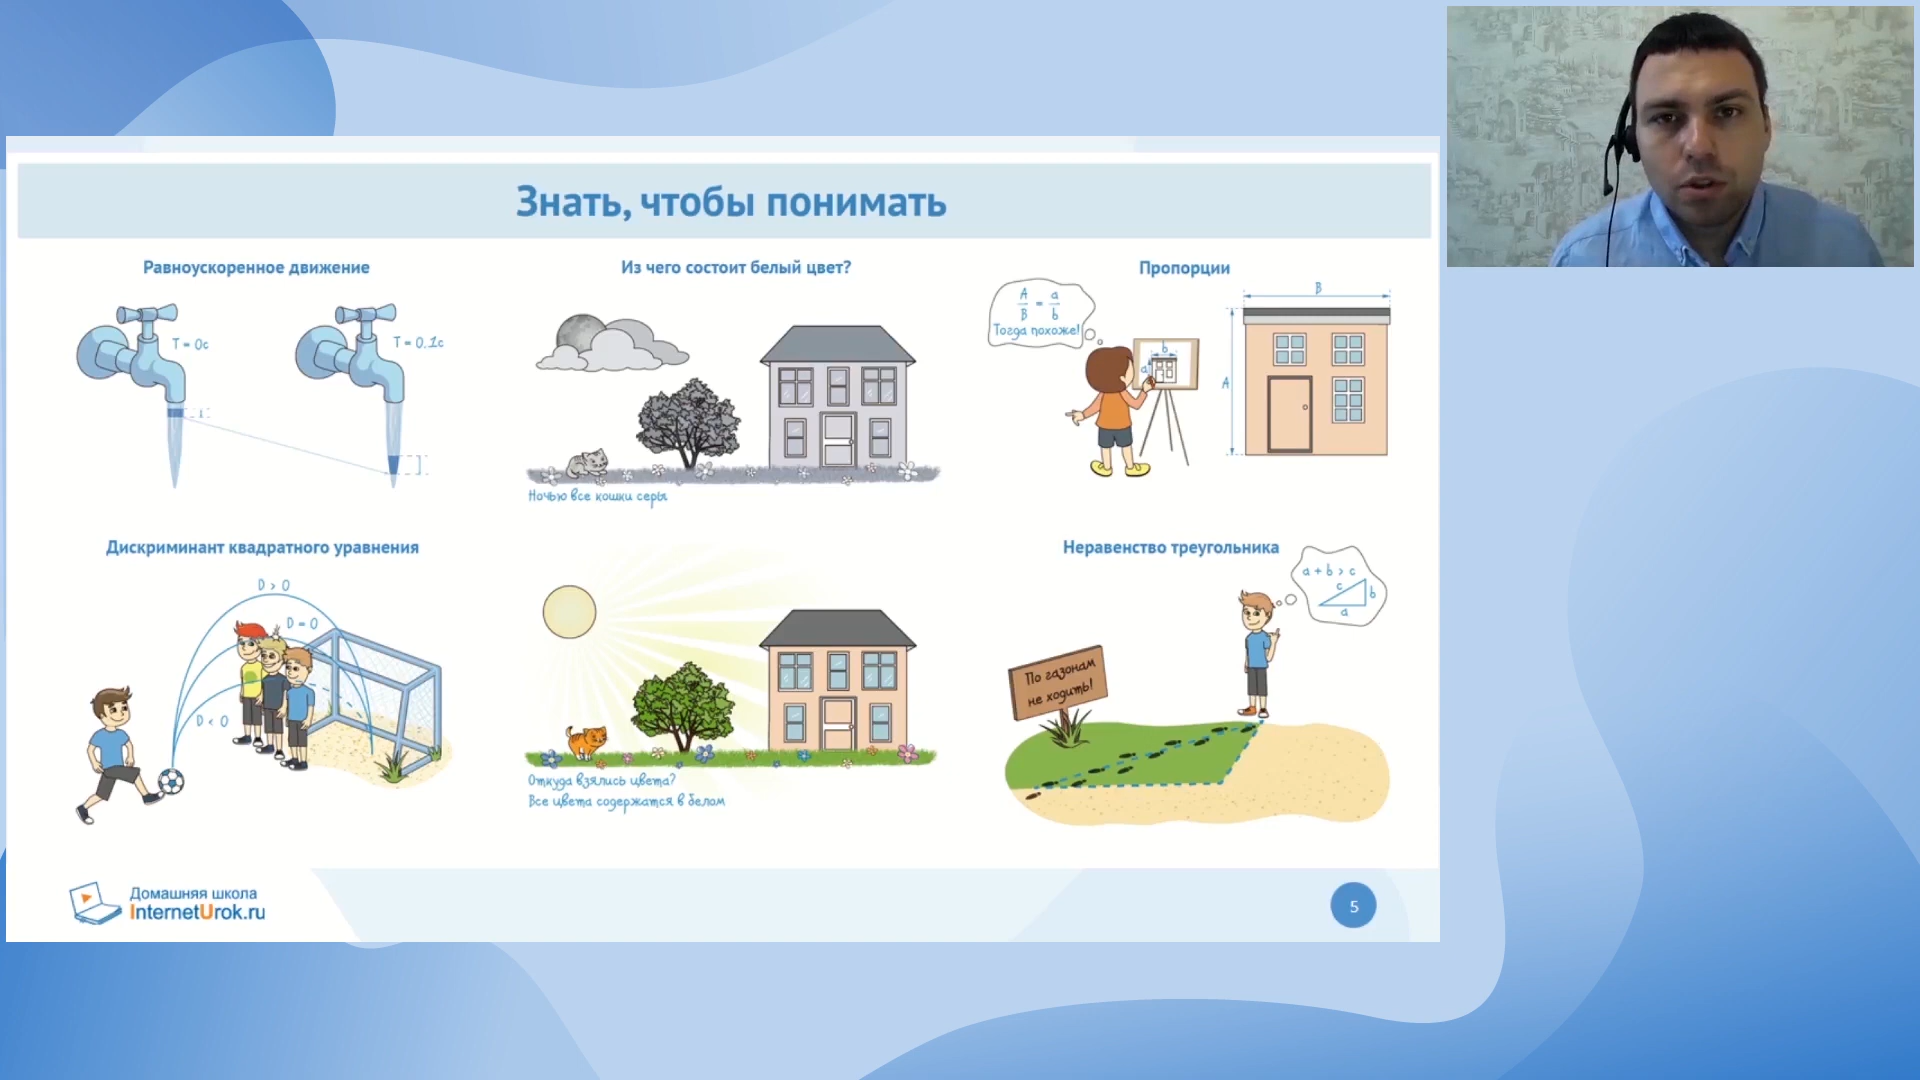 Знать, чтобы понимать
Равноускоренное движение
T = 0с
T = 0.1с
Из чего состоит белый цвет?
Ночью все кошки серы
Пропорции
A
B
=
a
b
Тогда похоже!
b
a
B
A
Дискриминант квадратного уравнения
D > 0
D = 0
D < 0
Откуда взялись цвета?
Все цвета содержатся в белом
Неравенство треугольника
a + b > c
c
b
a
По газонам
не ходить!
Домашняя школа
InternetUrok.ru
5